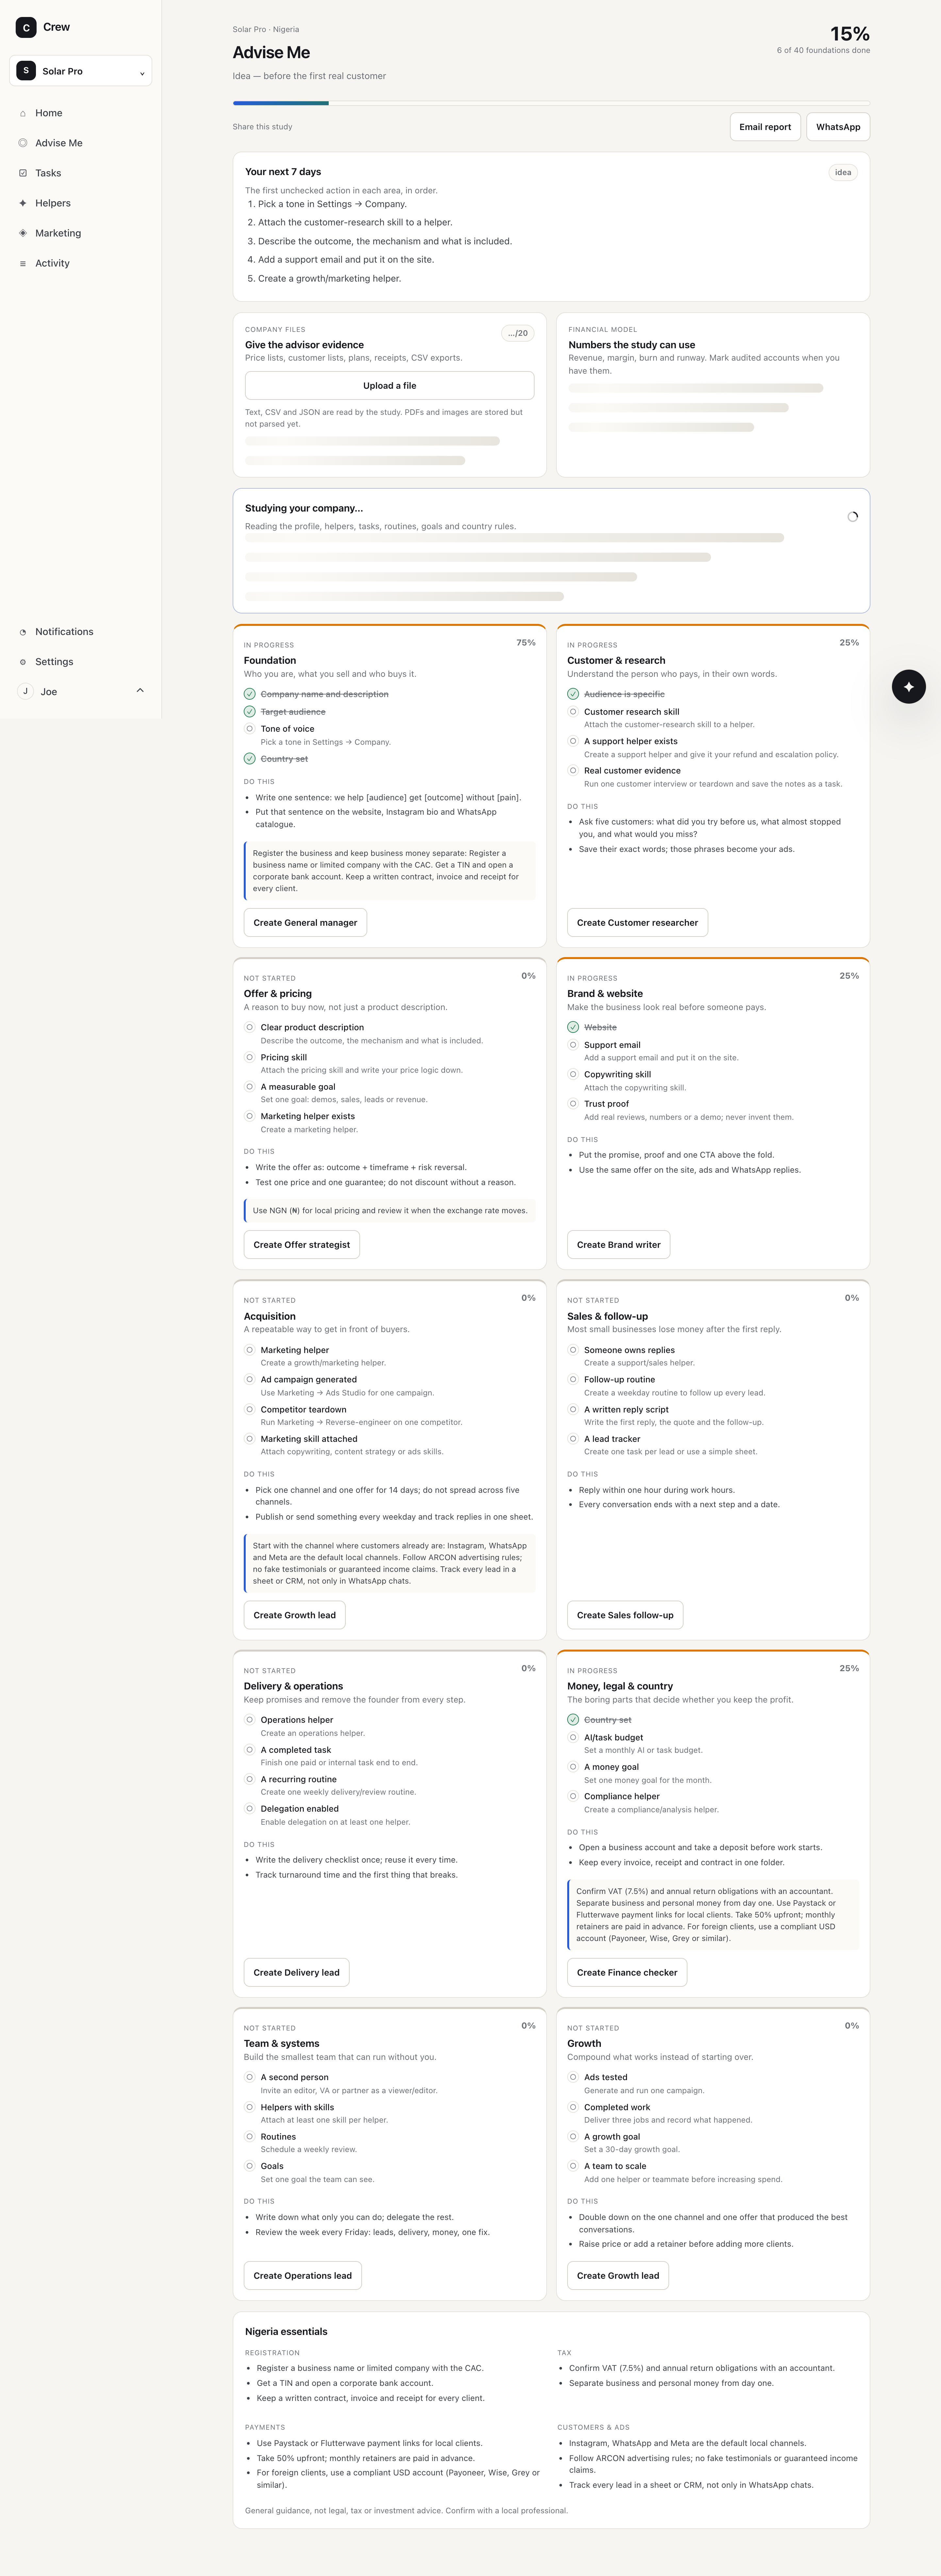 C Crew
S Solar Pro
Home
Advise Me
Tasks
Helpers
Marketing
Activity
Notifications
Settings
J Joe
Solar Pro · Nigeria
Advise Me
Idea — before the first real customer
15%
6 of 40 foundations done
Share this study
Email report
WhatsApp
Your next 7 days
idea
The first unchecked action in each area, in order.
1. Pick a tone in Settings → Company.
2. Attach the customer-research skill to a helper.
3. Describe the outcome, the mechanism and what is included.
4. Add a support email and put it on the site.
5. Create a growth/marketing helper.
COMPANY FILES
…/20
Give the advisor evidence
Price lists, customer lists, plans, receipts, CSV exports.
Upload a file
Text, CSV and JSON are read by the study. PDFs and images are stored but
not parsed yet.
FINANCIAL MODEL
Numbers the study can use
Revenue, margin, burn and runway. Mark audited accounts when you
have them.
Studying your company…
Reading the profile, helpers, tasks, routines, goals and country rules.
IN PROGRESS
75%
Foundation
Who you are, what you sell and who buys it.
Company name and description
Target audience
Tone of voice
Pick a tone in Settings → Company.
Country set
DO THIS
• Write one sentence: we help [audience] get [outcome] without [pain].
• Put that sentence on the website, Instagram bio and WhatsApp
catalogue.
Register the business and keep business money separate: Register a
business name or limited company with the CAC. Get a TIN and open a
corporate bank account. Keep a written contract, invoice and receipt for
every client.
Create General manager
IN PROGRESS
25%
Customer & research
Understand the person who pays, in their own words.
Audience is specific
Customer research skill
Attach the customer-research skill to a helper.
A support helper exists
Create a support helper and give it your refund and escalation policy.
Real customer evidence
Run one customer interview or teardown and save the notes as a task.
DO THIS
• Ask five customers: what did you try before us, what almost stopped
you, and what would you miss?
• Save their exact words; those phrases become your ads.
Create Customer researcher
NOT STARTED
0%
Offer & pricing
A reason to buy now, not just a product description.
Clear product description
Describe the outcome, the mechanism and what is included.
Pricing skill
Attach the pricing skill and write your price logic down.
A measurable goal
Set one goal: demos, sales, leads or revenue.
Marketing helper exists
Create a marketing helper.
DO THIS
• Write the offer as: outcome + timeframe + risk reversal.
• Test one price and one guarantee; do not discount without a reason.
Use NGN (₦) for local pricing and review it when the exchange rate moves.
Create Offer strategist
IN PROGRESS
25%
Brand & website
Make the business look real before someone pays.
Website
Support email
Add a support email and put it on the site.
Copywriting skill
Attach the copywriting skill.
Trust proof
Add real reviews, numbers or a demo; never invent them.
DO THIS
• Put the promise, proof and one CTA above the fold.
• Use the same offer on the site, ads and WhatsApp replies.
Create Brand writer
NOT STARTED
0%
Acquisition
A repeatable way to get in front of buyers.
Marketing helper
Create a growth/marketing helper.
Ad campaign generated
Use Marketing → Ads Studio for one campaign.
Competitor teardown
Run Marketing → Reverse-engineer on one competitor.
Marketing skill attached
Attach copywriting, content strategy or ads skills.
DO THIS
• Pick one channel and one offer for 14 days; do not spread across five
channels.
• Publish or send something every weekday and track replies in one sheet.
Start with the channel where customers already are: Instagram, WhatsApp
and Meta are the default local channels. Follow ARCON advertising rules;
no fake testimonials or guaranteed income claims. Track every lead in a
sheet or CRM, not only in WhatsApp chats.
Create Growth lead
NOT STARTED
0%
Sales & follow-up
Most small businesses lose money after the first reply.
Someone owns replies
Create a support/sales helper.
Follow-up routine
Create a weekday routine to follow up every lead.
A written reply script
Write the first reply, the quote and the follow-up.
A lead tracker
Create one task per lead or use a simple sheet.
DO THIS
• Reply within one hour during work hours.
• Every conversation ends with a next step and a date.
Create Sales follow-up
NOT STARTED
0%
Delivery & operations
Keep promises and remove the founder from every step.
Operations helper
Create an operations helper.
A completed task
Finish one paid or internal task end to end.
A recurring routine
Create one weekly delivery/review routine.
Delegation enabled
Enable delegation on at least one helper.
DO THIS
• Write the delivery checklist once; reuse it every time.
• Track turnaround time and the first thing that breaks.
Create Delivery lead
IN PROGRESS
25%
Money, legal & country
The boring parts that decide whether you keep the profit.
Country set
AI/task budget
Set a monthly AI or task budget.
A money goal
Set one money goal for the month.
Compliance helper
Create a compliance/analysis helper.
DO THIS
• Open a business account and take a deposit before work starts.
• Keep every invoice, receipt and contract in one folder.
Confirm VAT (7.5%) and annual return obligations with an accountant.
Separate business and personal money from day one. Use Paystack or
Flutterwave payment links for local clients. Take 50% upfront; monthly
retainers are paid in advance. For foreign clients, use a compliant USD
account (Payoneer, Wise, Grey or similar).
Create Finance checker
NOT STARTED
0%
Team & systems
Build the smallest team that can run without you.
A second person
Invite an editor, VA or partner as a viewer/editor.
Helpers with skills
Attach at least one skill per helper.
Routines
Schedule a weekly review.
Goals
Set one goal the team can see.
DO THIS
• Write down what only you can do; delegate the rest.
• Review the week every Friday: leads, delivery, money, one fix.
Create Operations lead
NOT STARTED
0%
Growth
Compound what works instead of starting over.
Ads tested
Generate and run one campaign.
Completed work
Deliver three jobs and record what happened.
A growth goal
Set a 30-day growth goal.
A team to scale
Add one helper or teammate before increasing spend.
DO THIS
• Double down on the one channel and one offer that produced the best
conversations.
• Raise price or add a retainer before adding more clients.
Create Growth lead
Nigeria essentials
REGISTRATION
• Register a business name or limited company with the CAC.
• Get a TIN and open a corporate bank account.
• Keep a written contract, invoice and receipt for every client.
TAX
• Confirm VAT (7.5%) and annual return obligations with an accountant.
• Separate business and personal money from day one.
PAYMENTS
• Use Paystack or Flutterwave payment links for local clients.
• Take 50% upfront; monthly retainers are paid in advance.
• For foreign clients, use a compliant USD account (Payoneer, Wise, Grey or
similar).
CUSTOMERS & ADS
• Instagram, WhatsApp and Meta are the default local channels.
• Follow ARCON advertising rules; no fake testimonials or guaranteed income
claims.
• Track every lead in a sheet or CRM, not only in WhatsApp chats.
General guidance, not legal, tax or investment advice. Confirm with a local professional.